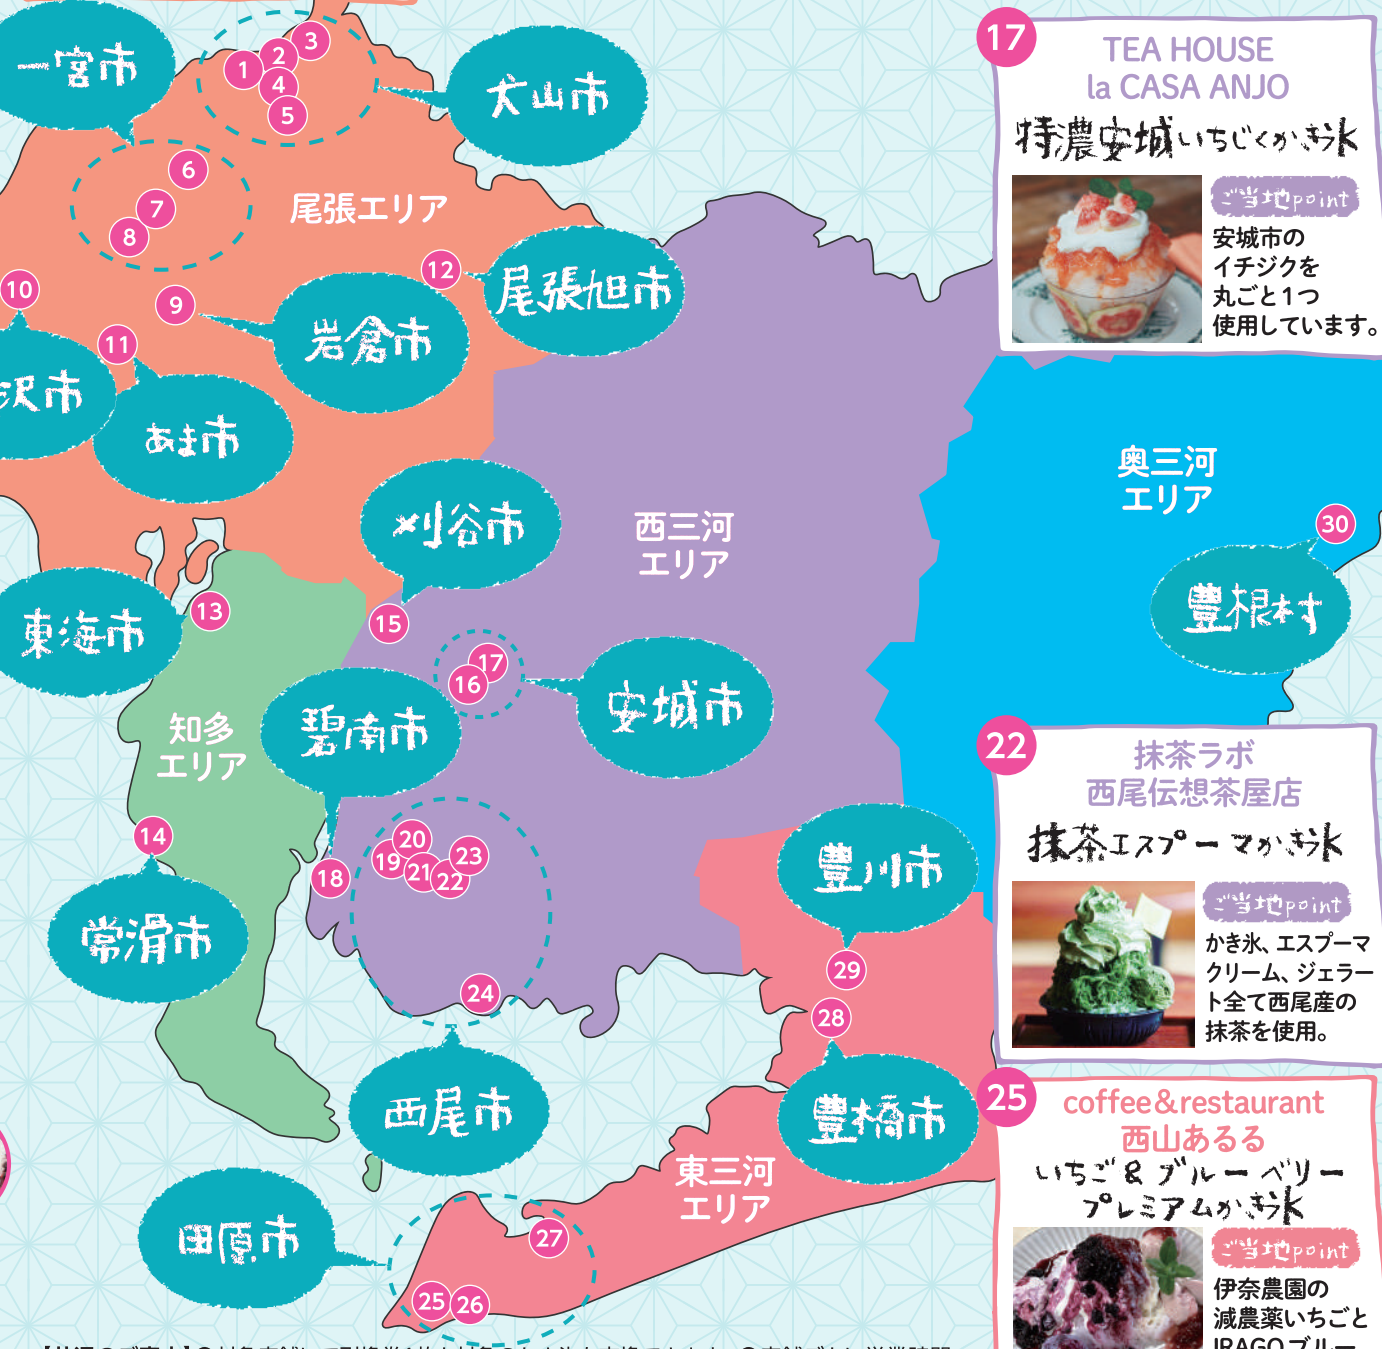 一宮市
1
2
3
4
5
犬山市
6
7
8
尾張エリア
12
尾張旭市
10
9
岩倉市
11
沢市
あま市
刈谷市
西三河
エリア
奥三河
エリア
30
豊根村
東海市
13
15
17
16
安城市
知多
エリア
碧南市
14
常滑市
18
19
20
21
22
23
24
西尾市
豊川市
29
28
豊橋市
東三河
エリア
田原市
27
25
26
17
TEA HOUSE
la CASA ANJO
特濃安城いちじくかき氷
ご当地point
安城市の
イチジクを
丸ごと1つ
使用しています。
22
抹茶ラボ
西尾伝想茶屋店
抹茶エスプーマかき氷
ご当地point
かき氷、エスプーマ
クリーム、ジェラー
ト全て西尾産の
抹茶を使用。
25
coffee&restaurant
西山あるる
いちご&ブルーベリー
プレミアムかき氷
ご当地point
伊奈農園の
減農薬いちごと
IRAGOブルー